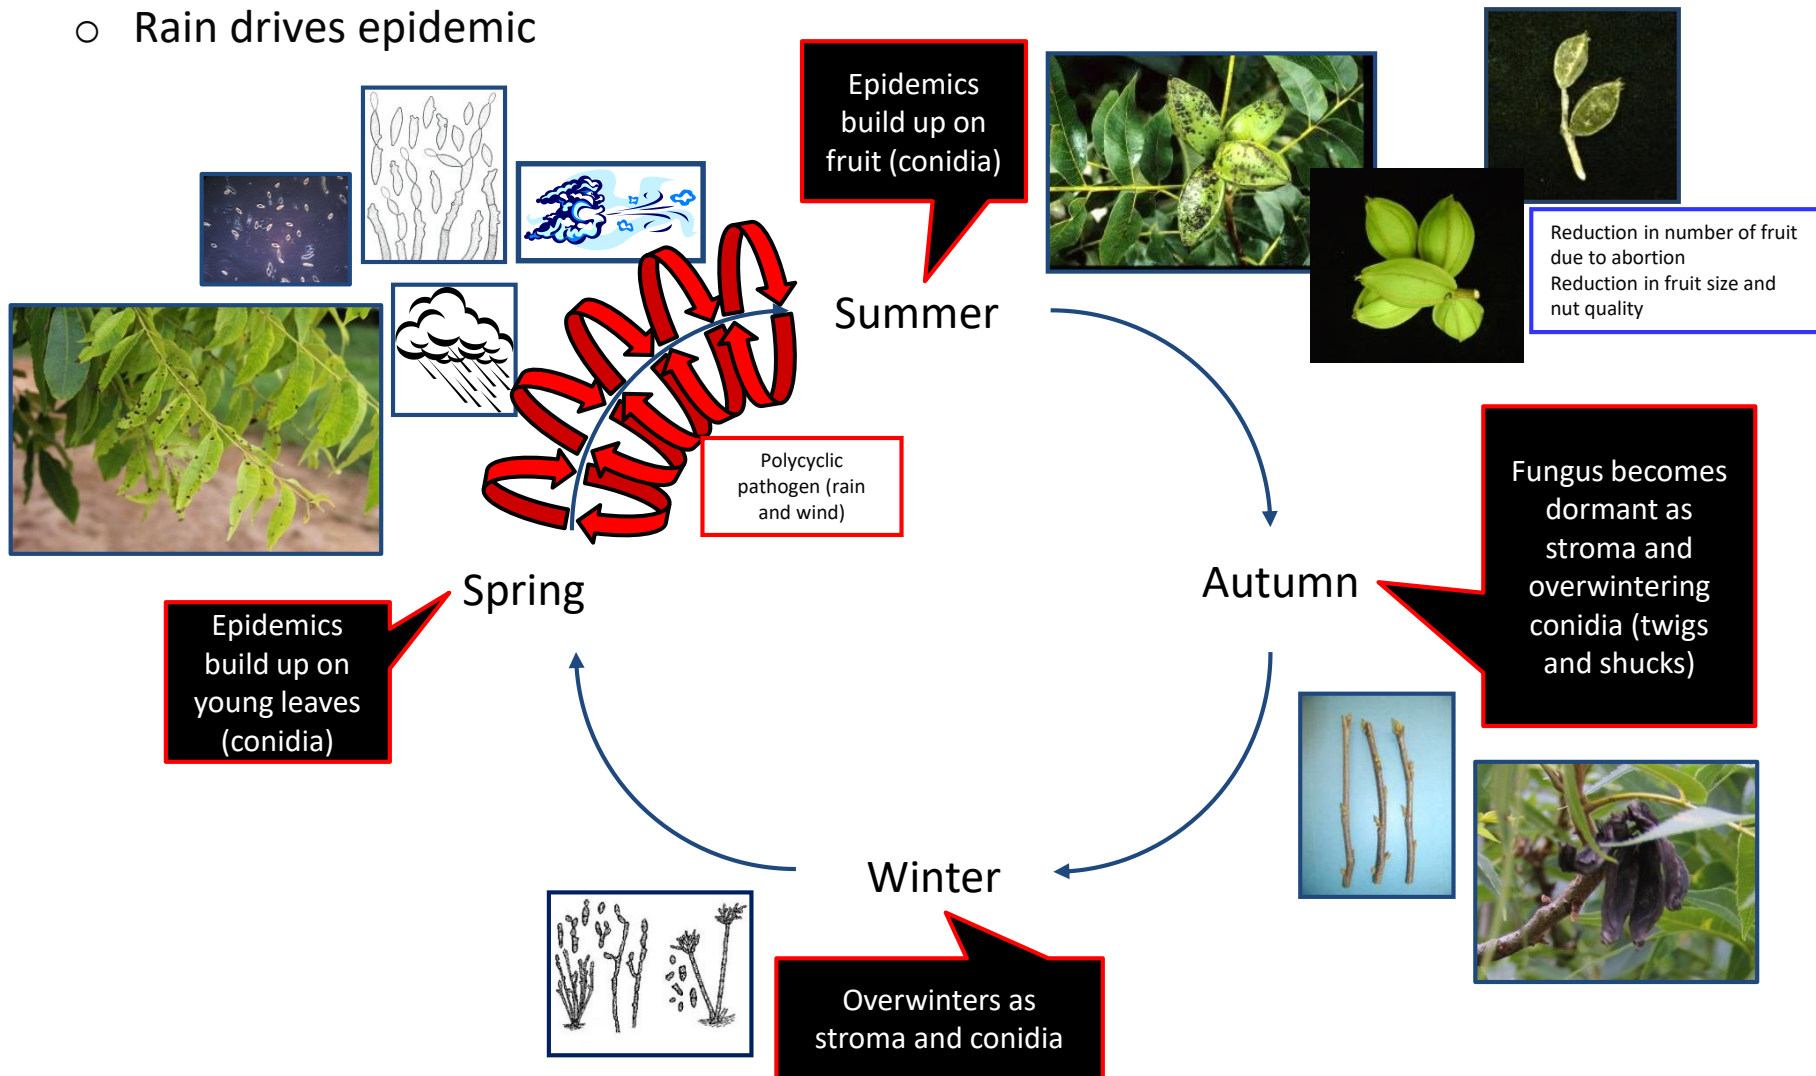 ○ Rain drives epidemic
Epidemics
build up on
fruit (conidia)
Reduction in number of fruit
due to abortion
Reduction in fruit size and
nut quality
Summer
Polycyclic
pathogen (rain
and wind)
Fungus becomes
dormant as
stroma and
overwintering
conidia (twigs
and shucks)
Spring
Autumn
Epidemics
build up on
young leaves
(conidia)
Winter
Overwinters as
stroma and conidia